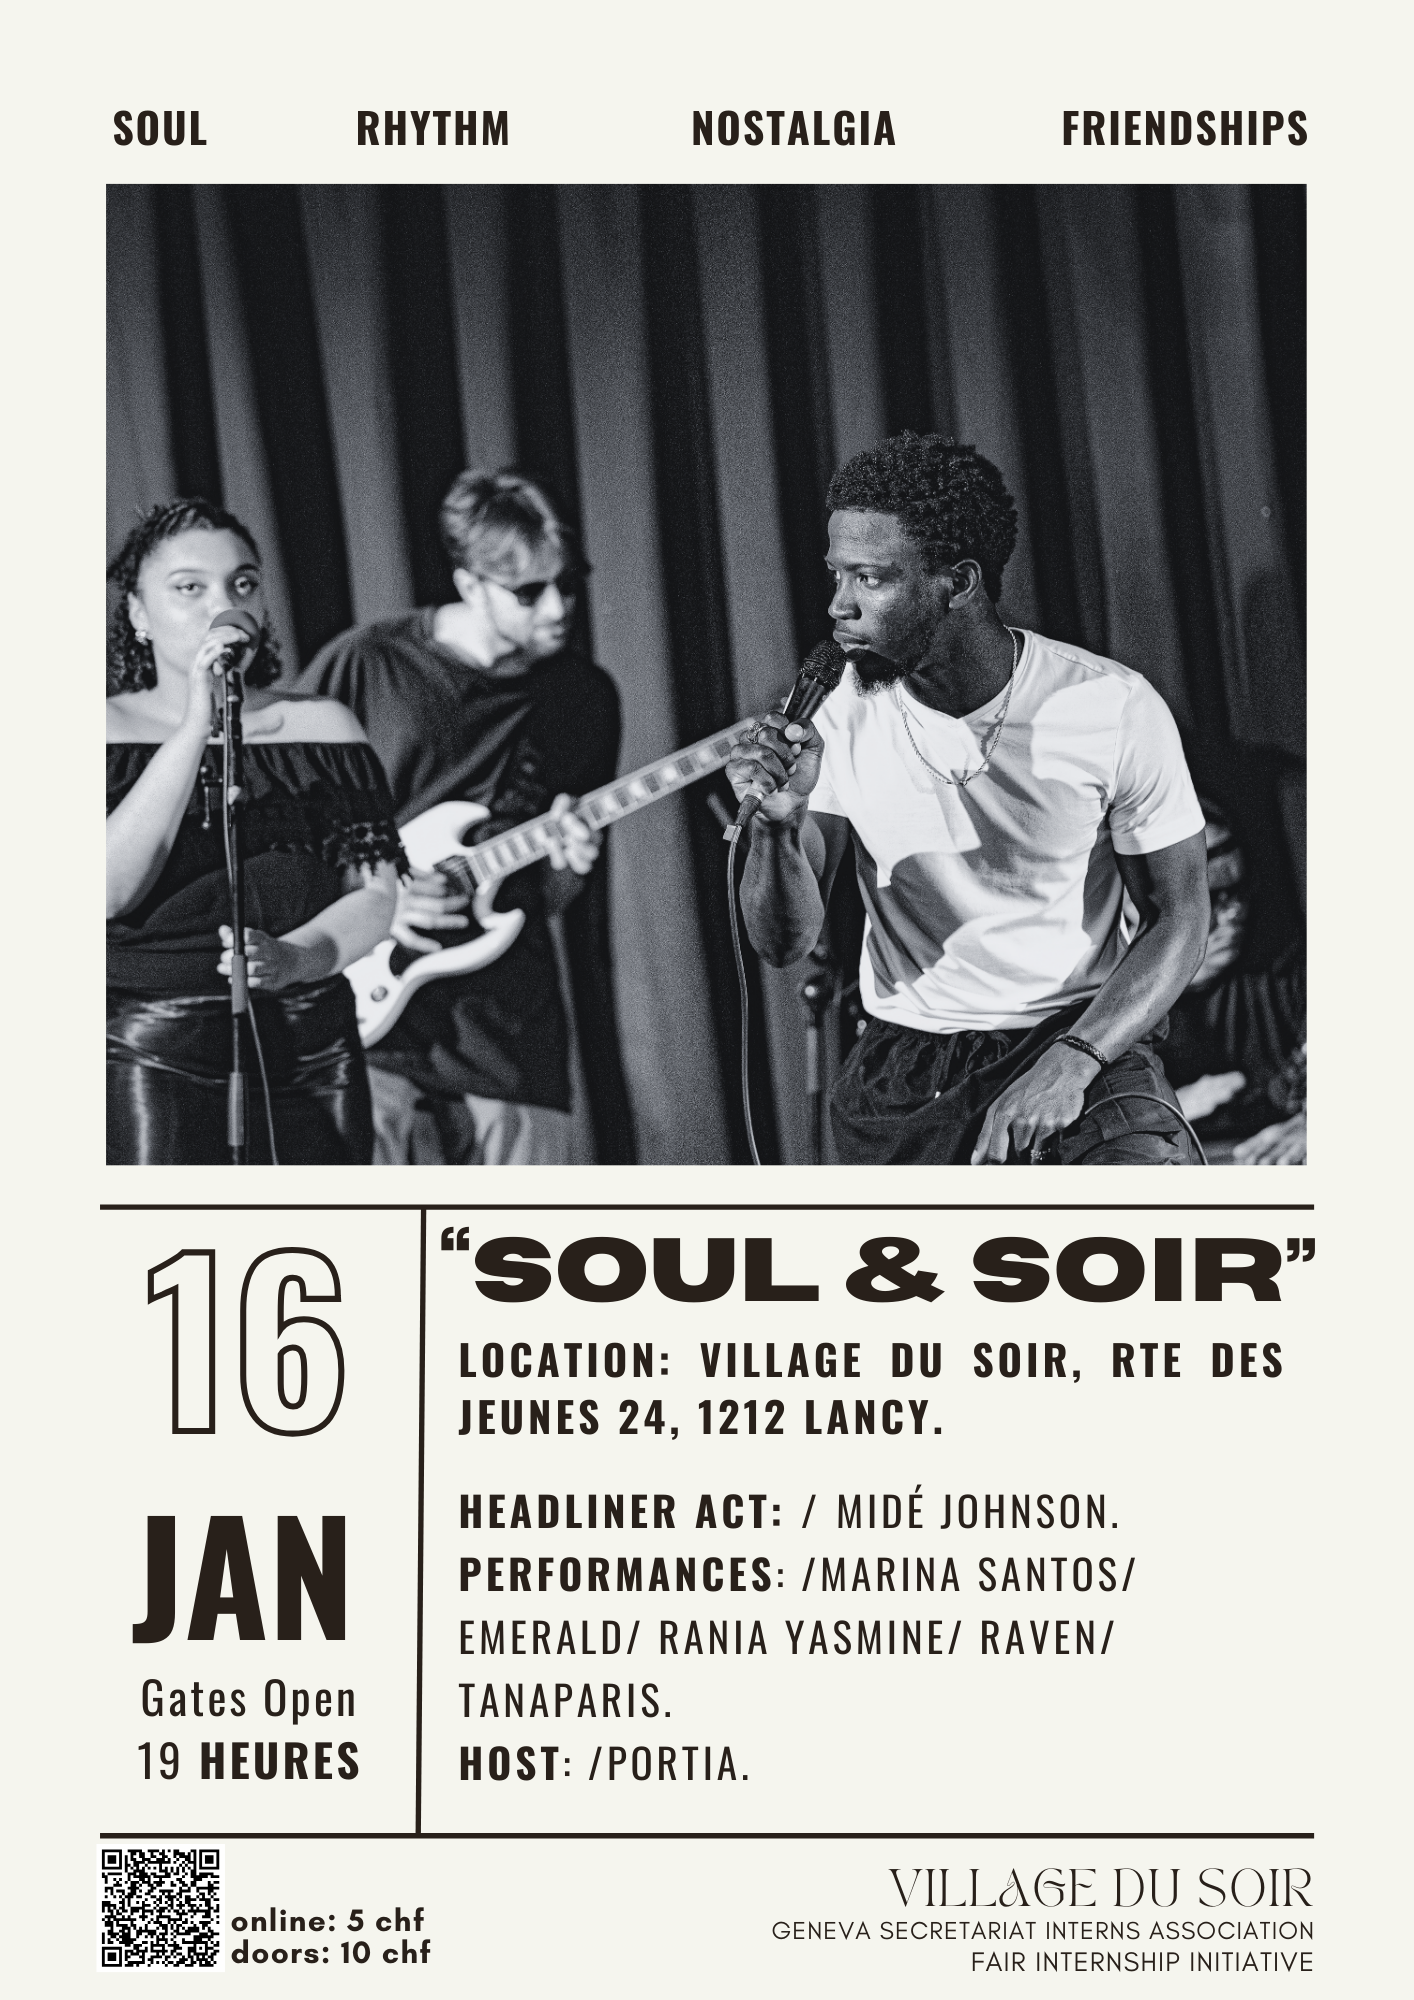 SOUL RHYTHM NOSTALGIA FRIENDSHIPS
16
JAN
Gates Open
19 HEURES
“SOUL & SOIR”
LOCATION: VILLAGE DU SOIR, RTE DES
JEUNES 24, 1212 LANCY.
HEADLINER ACT: / MIDÉ JOHNSON.
PERFORMANCES: /MARINA SANTOS/
EMERALD/ RANIA YASMINE/ RAVEN/
TANAPARIS.
HOST: /PORTIA.
online: 5 chf
doors: 10 chf
VILLAGE DU SOIR
GENEVA SECRETARIAT INTERNS ASSOCIATION
FAIR INTERNSHIP INITIATIVE